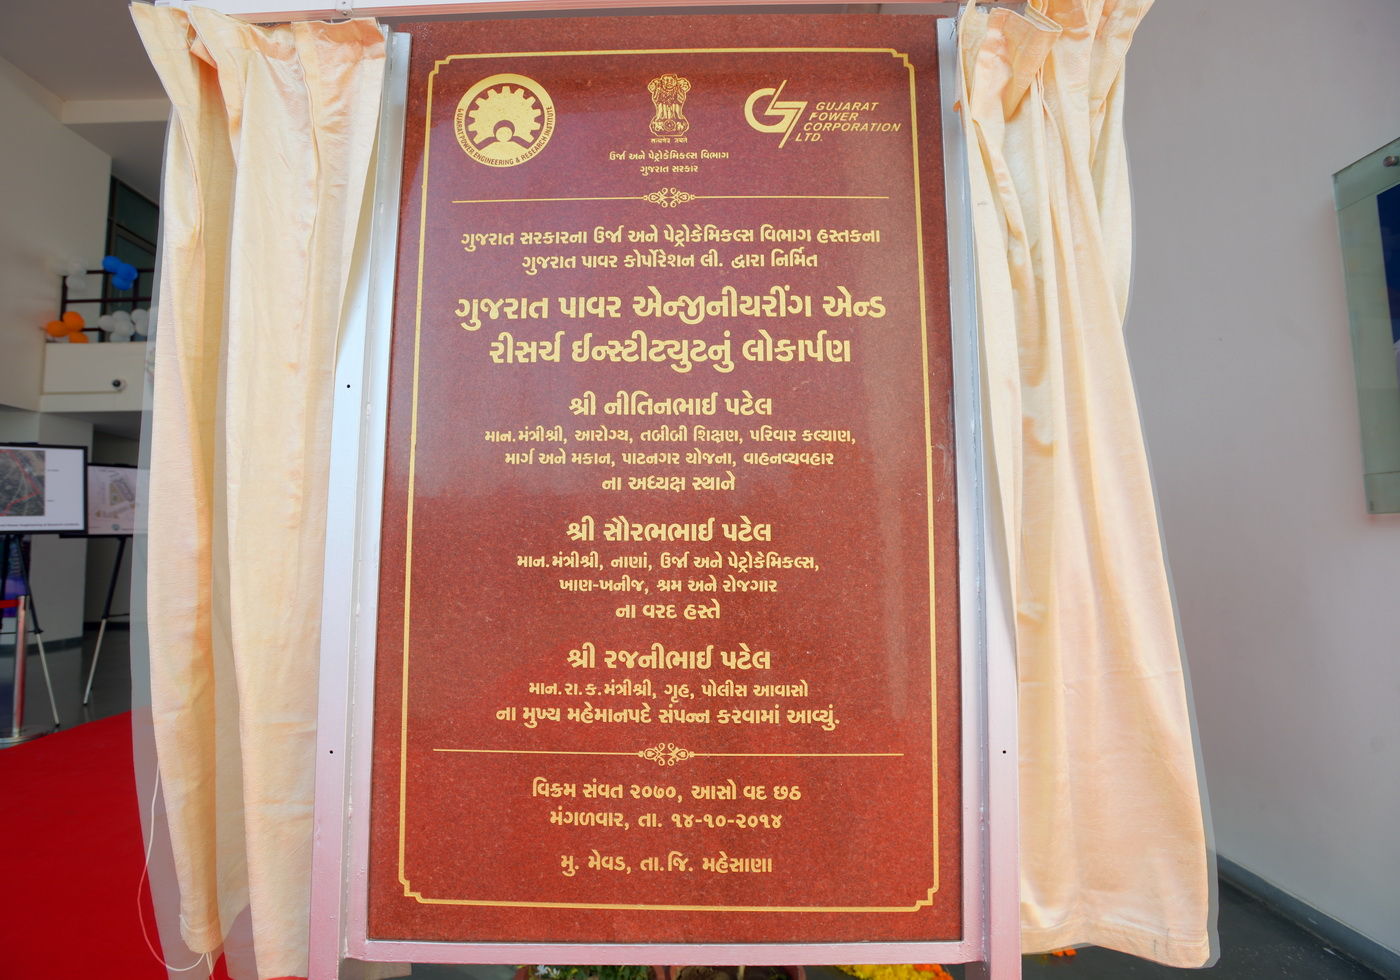 GUJARAT POWER ENGINEERING & RESEARCH INSTITUTE
सत्यमेव जयते
ઉર્જા અને પેટ્રોકેમિકલ્સ વિભાગ
ગુજરાત સરકાર
GUJARAT
POWER
CORPORATION
LTD.
ગુજરાત સરકારના ઉર્જા અને પેટ્રોકેમિકલ્સ વિભાગ હસ્તકના
ગુજરાત પાવર કોર્પોરેશન લી. દ્વારા નિર્મિત
ગુજરાત પાવર એન્જીનીયરીંગ એન્ડ
રીસર્ચ ઈન્સ્ટીટ્યુટનું લોકાર્પણ
શ્રી નીતિનભાઈ પટેલ
માન. મંત્રીશ્રી, આરોગ્ય, તબીબી શિક્ષણ, પરિવાર કલ્યાણ,
માર્ગ અને મકાન, પાટનગર યોજના, વાહનવ્યવહાર
ના અધ્યક્ષ સ્થાને
શ્રી સૌરભભાઈ પટેલ
માન. મંત્રીશ્રી, નાણાં, ઉર્જા અને પેટ્રોકેમિકલ્સ,
ખાણ-ખનીજ, શ્રમ અને રોજગાર
ના વરદ હસ્તે
શ્રી રજનીભાઈ પટેલ
માન. રા. ક. મંત્રીશ્રી, ગૃહ, પોલીસ આવાસો
ના મુખ્ય મહેમાનપદે સંપન્ન કરવામાં આવ્યું.
વિક્રમ સંવત ૨૦૭૦, આસો વદ છઠ
મંગળવાર, તા. ૧૪-૧૦-૨૦૧૪
મુ. મેવડ, તા. જિ. મહેસાણા